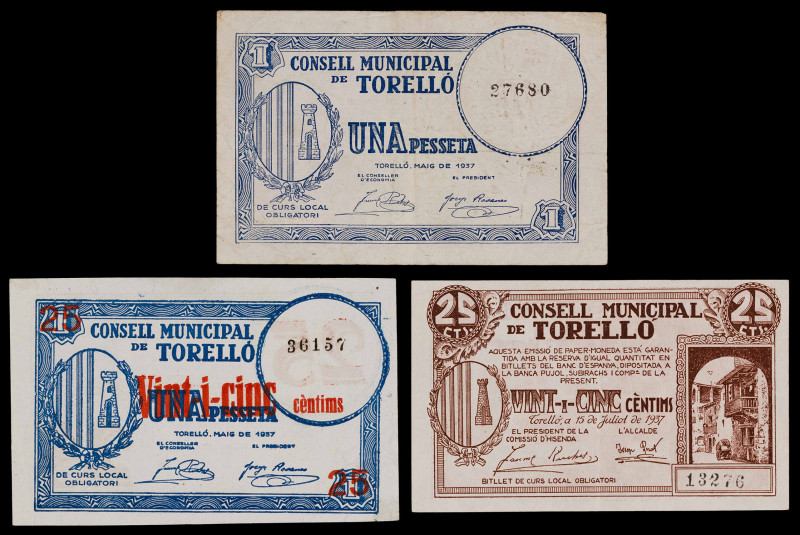 1
CONSELL MUNICIPAL
DE TORELLÓ
27680
UNA PESSETA
TORELLÓ, MAIG DE 1937
EL CONSELLER
D'ECONOMIA
EL PRESIDENT
DE CURS LOCAL
OBLIGATORI
1
25
CONSELL MUNICIPAL
DE TORELLÓ
36157
Vint-i-cinc
cèntims
UNA PESSETA
TORELLÓ, MAIG DE 1937
EL CONSELLER
D'ECONOMIA
EL PRESIDENT
DE CURS LOCAL
OBLIGATORI
25
25 CTS
CONSELL MUNICIPAL
DE TORELLÓ
25 CTS
AQUESTA EMISSIÓ DE PAPER-MONEDA ESTÀ GARAN-
TIDA AMB LA RESERVA D'IGUAL QUANTITAT EN
BITLLETS DEL BANC D'ESPANYA, DIPOSITADA A
LA BANCA PUJOL, SUBIRACHS I COMPª DE LA
PRESENT.
VINT-I-CINC CÈNTIMS
Torelló, a 15 de Juliol de 1937
EL PRESIDENT DE LA
COMISSIÓ D'HISENDA
L'ALCALDE
13276
BITLLET DE CURS LOCAL OBLIGATORI